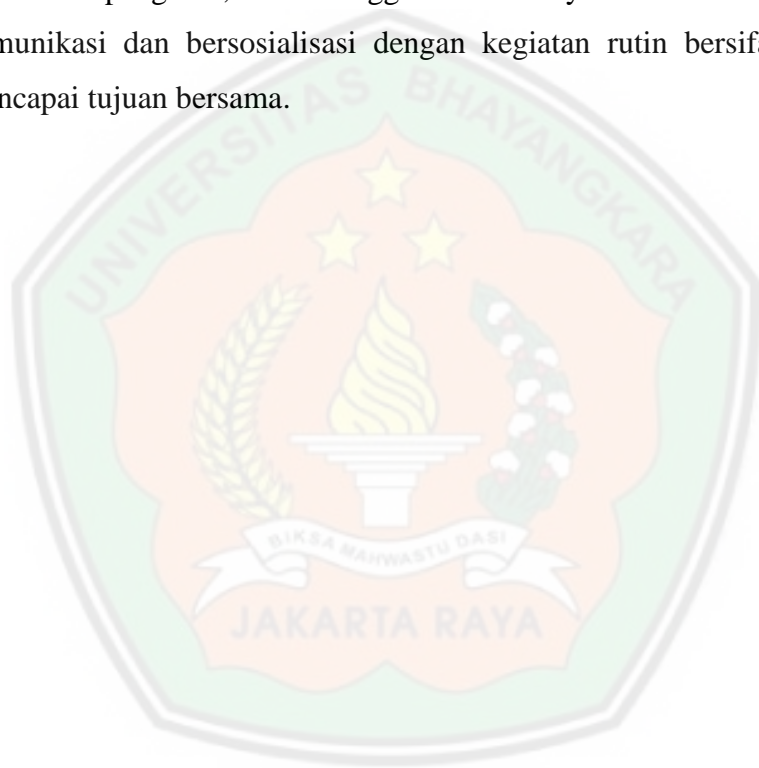 munikasi dan bersosialisasi dengan kegiatan rutin bersifa
ncapai tujuan bersama.
UNIVERSITAS BHAYANGKARA
BIKSA MAHWASTU DASI
JAKARTA RAYA